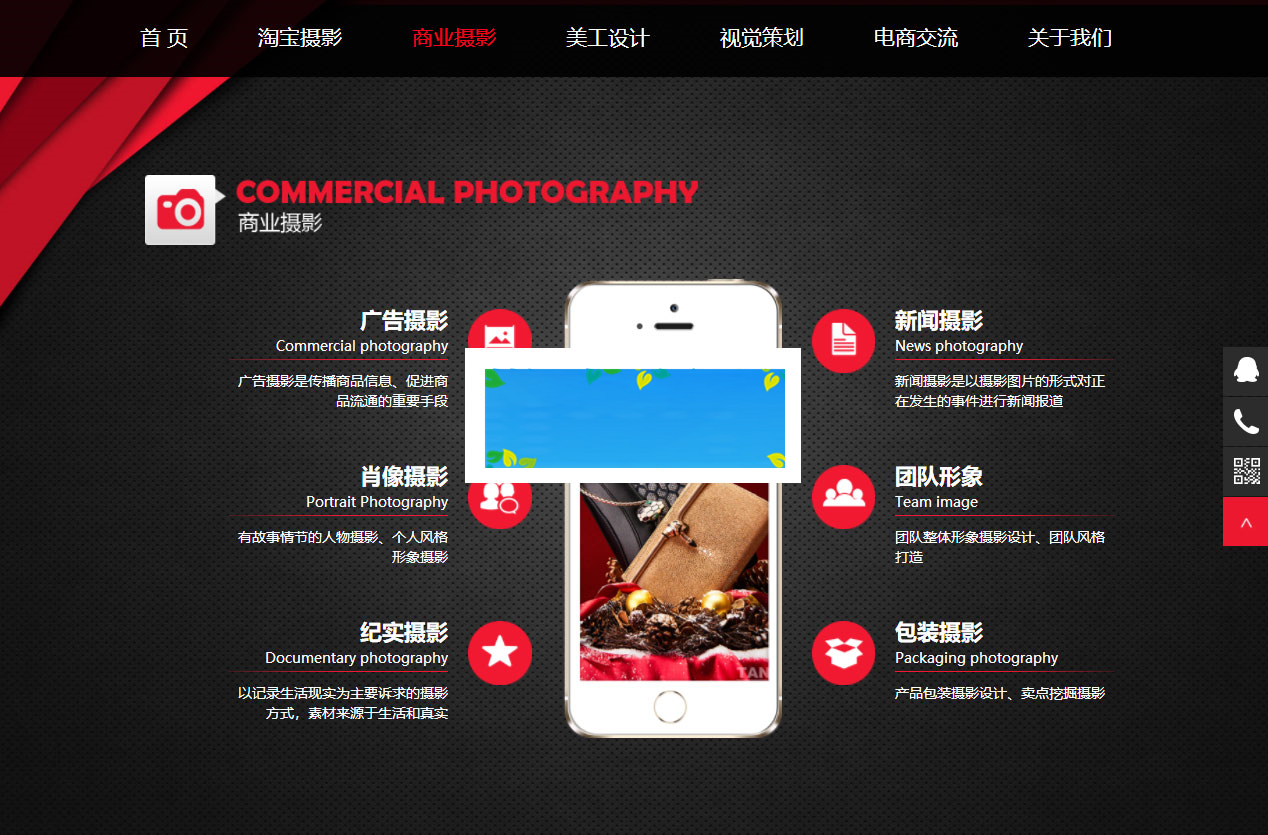 首 页 淘宝摄影 商业摄影 美工设计 视觉策划 电商交流 关于我们
COMMERCIAL PHOTOGRAPHY
商业摄影
广告摄影
Commercial photography
广告摄影是传播商品信息、促进商
品流通的重要手段
肖像摄影
Portrait Photography
有故事情节的人物摄影、个人风格
形象摄影
纪实摄影
Documentary photography
以记录生活现实为主要诉求的摄影
方式，素材来源于生活和真实
新闻摄影
News photography
新闻摄影是以摄影图片的形式对正
在发生的事件进行新闻报道
团队形象
Team image
团队整体形象摄影设计、团队风格
打造
包装摄影
Packaging photography
产品包装摄影设计、卖点挖掘摄影